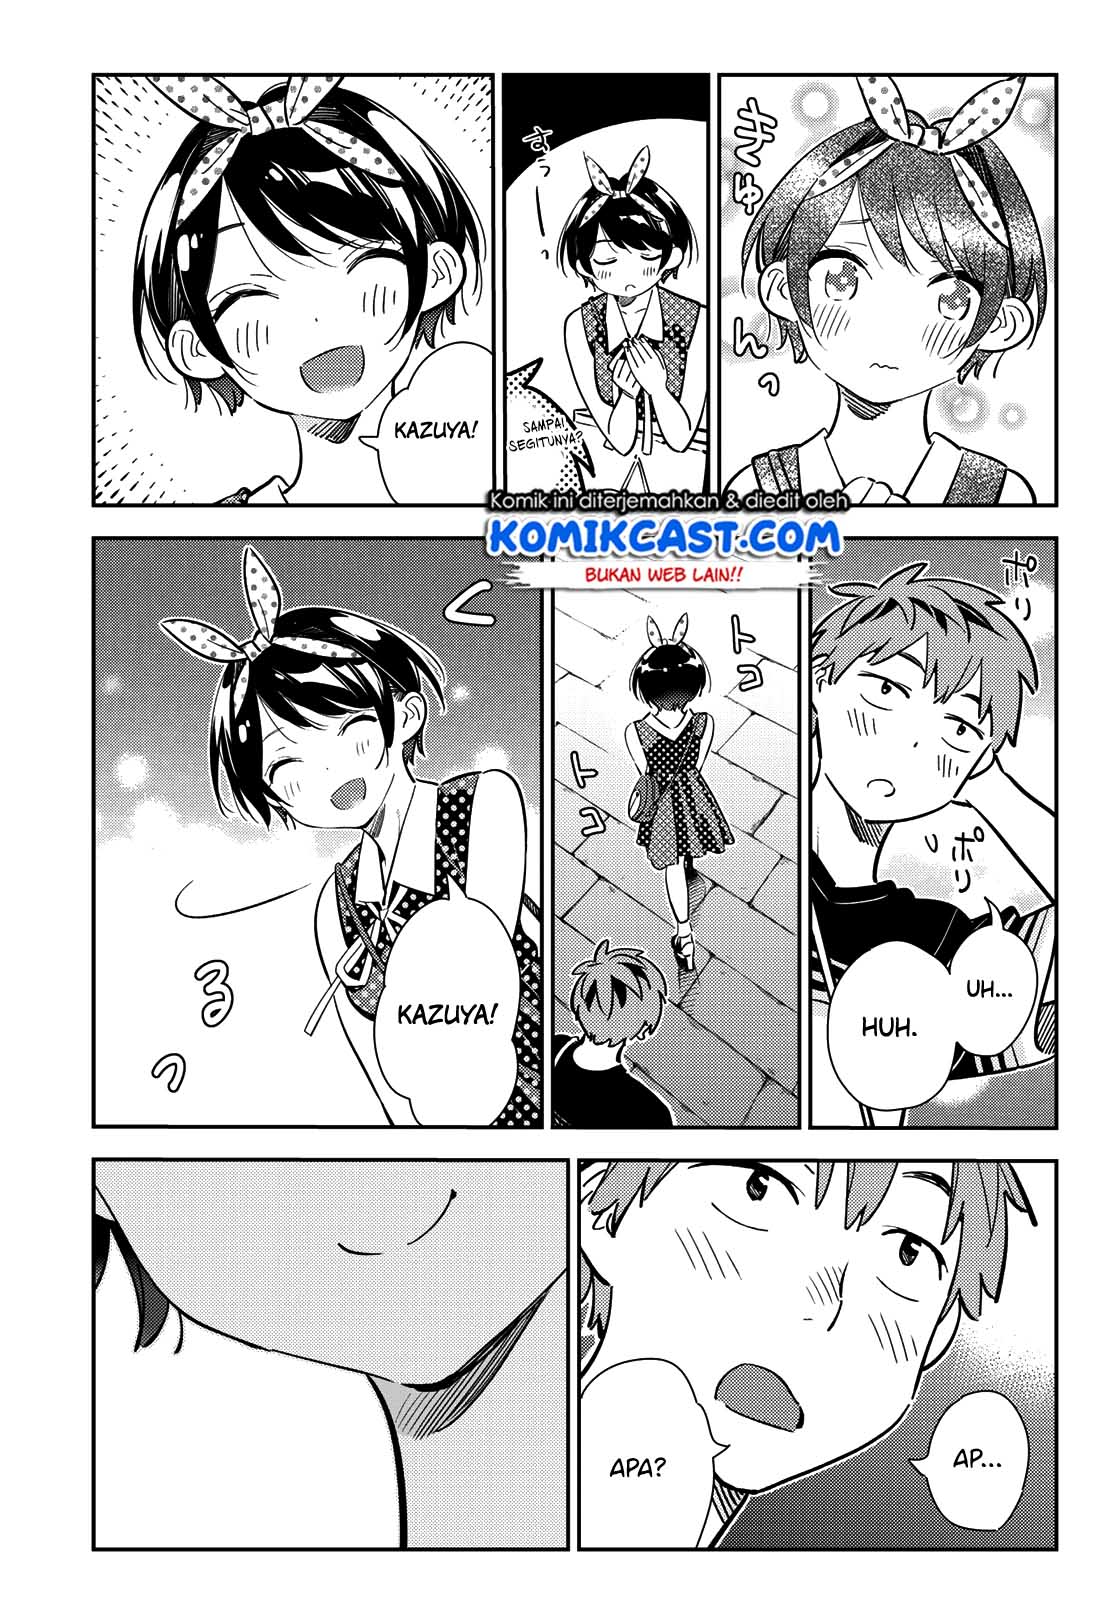 きゅ
んっ
すぅー
SAMPAI
SEGITUNYA?
KAZUYA!
Komik ini diterjemahkan & diedit oleh
KOMIKCAST.COM
BUKAN WEB LAIN!!
ポリ
ポリ
UH...
HUH.
トコ
トコ
くるっ
KAZUYA!
AP...
APA?